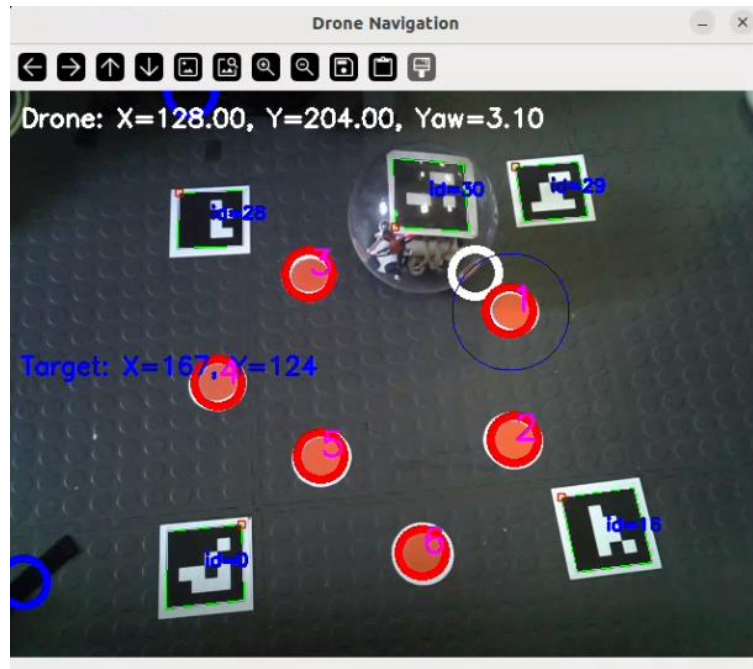 Drone Navigation
Drone: X=128.00, Y=204.00, Yaw=3.10
id=30
id=29
id=28
3
1
Target: X=167, Y=124
4
2
5
id=16
6
id=0